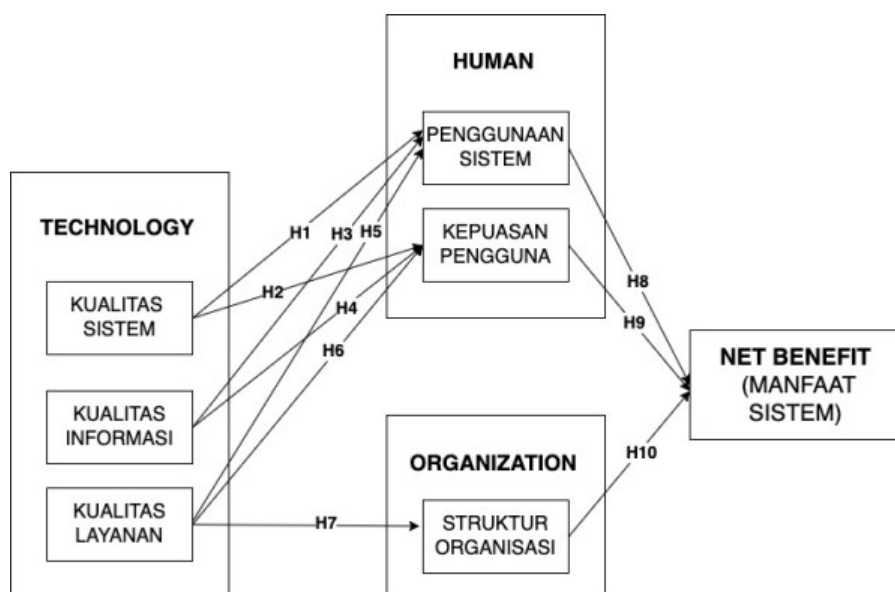 HUMAN
PENGGUNAAN
SISTEM
KEPUASAN
PENGGUNA
TECHNOLOGY
KUALITAS
SISTEM
KUALITAS
INFORMASI
KUALITAS
LAYANAN
H1
H3
H5
H2
H4
H6
H7
H8
H9
H10
ORGANIZATION
STRUKTUR
ORGANISASI
NET BENEFIT
(MANFAAT
SISTEM)